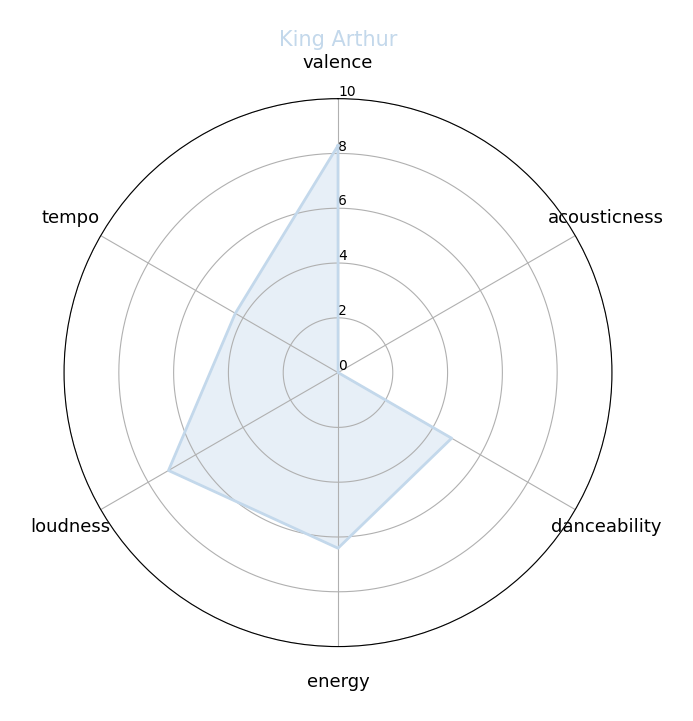 King Arthur
valence
10
8
tempo
6
acousticness
4
2
0
loudness
danceability
energy